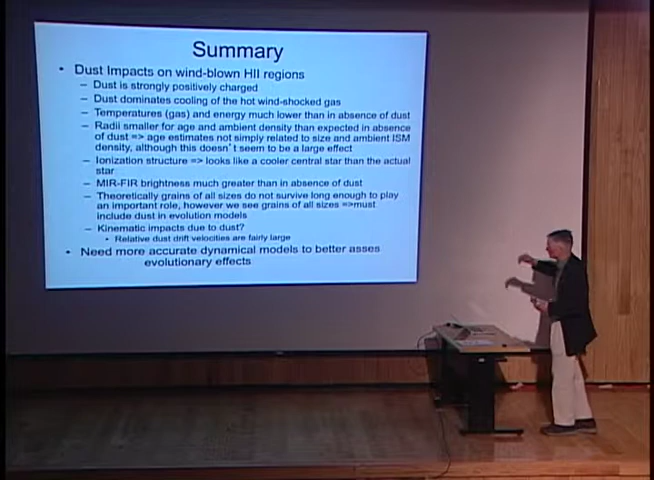 Summary
• Dust Impacts on wind-blown HII regions
– Dust is strongly positively charged
– Dust dominates cooling of the hot wind-shocked gas
– Temperatures (gas) and energy much lower than in absence of dust
– Radii smaller for age and ambient density than expected in absence
of dust => age estimates not simply related to size and ambient ISM
density, although this doesn't seem to be a large effect
– Ionization structure => looks like a cooler central star than the actual
star
– MIR-FIR brightness much greater than in absence of dust
– Theoretically grains of all sizes do not survive long enough to play
an important role, however we see grains of all sizes =>must
include dust in evolution models
– Kinematic impacts due to dust?
• Relative dust drift velocities are fairly large
• Need more accurate dynamical models to better asses
evolutionary effects